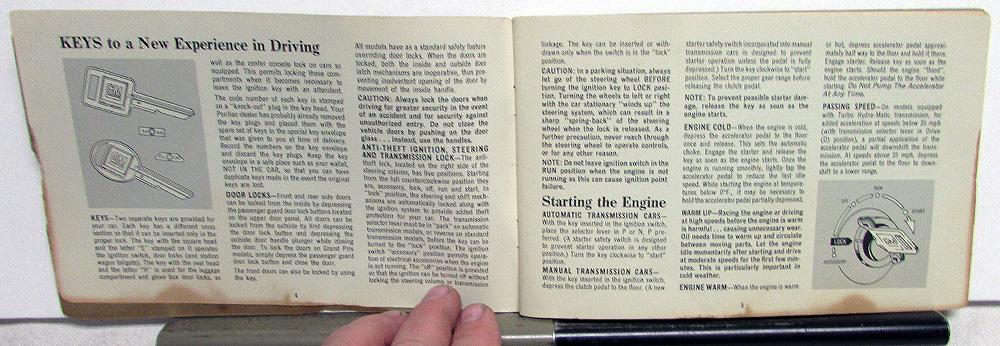 KEYS to a New Experience in Driving
GM
GM
KEYS—Two separate keys are provided for
your car. Each key has a different cross
section so that it can be inserted only in the
proper lock. The key with the square head
and the letter "E" on it operates
the ignition switch, door locks (and station
wagon tailgate). The key with the oval head
and the letter "H" is used for the luggage
compartment and glove box door locks, as
well as the center console lock on cars so
equipped. This permits locking these com-
partments when it becomes necessary to
leave the ignition key with an attendant.
The code number of each key is stamped
on a "knock-out" plug in the key head. Your
Pontiac dealer has probably already removed
the key plugs and placed them with the
spare set of keys in the special key envelope
that was given to you at time of delivery.
Record the numbers on the key envelope
and discard the key plugs. Keep the key
envelope in a safe place such as your wallet,
NOT IN THE CAR, so that you can have
duplicate keys made in the event the original
keys are lost.
DOOR LOCKS—Front and rear side doors
can be locked from the inside by depressing
the passenger guard door lock buttons located
on the upper door panel. All doors can be
locked from the outside by first depressing
the door lock button and depressing the
outside door handle plunger while closing
the door. To lock the doors on Grand Prix
models, simply depress the passenger guard
door lock button and close the door.
The front doors can also be locked by using
the key.
4
All models have as a standard safety feature
overriding door locks. When the doors are
locked, both the inside and outside door
latch mechanisms are inoperative, thus pre-
venting inadvertent opening of the door by
movement of the inside handle.
CAUTION: Always lock the doors when
driving for greater security in the event
of an accident and for security against
unauthorized entry. Do not close the
vehicle doors by pushing on the door
glass . . . instead, use the handles.
ANTI-THEFT IGNITION, STEERING
AND TRANSMISSION LOCK—The anti-
theft lock, located on the right side of the
steering column, has five positions. Starting
from the full counterclockwise position they
are, accessory, lock, off, run and start. In
"lock" position, the steering and shift mech-
anisms are automatically locked along with
the ignition system to provide added theft
protection for your car. The transmission
selector lever must be in "park" on automatic
transmission models, or reverse on standard
transmission models, before the key can be
turned to the "lock" position. The ignition
switch "accessory" position permits opera-
tion of electrical accessories when the engine
is not running. The "off" position is provided
so that the ignition can be turned off without
locking the steering column or transmission
linkage. The key can be inserted or with-
drawn only when the switch is in the "lock"
position.
CAUTION: In a parking situation, always
let go of the steering wheel BEFORE
turning the ignition key to LOCK posi-
tion. Turning the wheels to left or right
with the car stationary "winds up" the
steering system, which can result in a
sharp "spring-back" of the steering
wheel when the lock is released. As a
further precaution, never reach through
the steering wheel to operate controls,
or for any other reason.
NOTE: Do not leave ignition switch in the
RUN position when the engine is not
running as this can cause ignition point
failure.
Starting the Engine
AUTOMATIC TRANSMISSION CARS—
With the key inserted in the ignition switch,
place the selector lever in P or N. P pre-
ferred. (A starter safety switch is designed
to prevent starter operation in any other
position.) Turn the key clockwise to "start"
position.
MANUAL TRANSMISSION CARS—
With the key inserted in the ignition switch,
depress the clutch pedal to the floor. (A new
starter safety switch incorporated into manual
transmission cars is designed to prevent
starter operation unless the pedal is fully
depressed.) Turn the key clockwise to "start"
position. Select the proper gear range before
releasing the clutch pedal.
NOTE: To prevent possible starter dam-
age, release the key as soon as the
engine starts.
ENGINE COLD—When the engine is cold,
depress the accelerator pedal to the floor
once and release. This sets the automatic
choke. Engage the starter and release the
key as soon as the engine starts. Once the
engine is running smoothly, lightly tap the
accelerator pedal to reduce the fast idle
speed. While starting the engine at tempera-
tures below 0°F., it may be necessary to
hold the accelerator pedal partially depressed.
WARM UP—Racing the engine or driving
at high speeds before the engine is warm
is harmful... causing unnecessary wear.
Oil needs time to warm up and circulate
between moving parts. Let the engine
idle momentarily after starting and drive
at moderate speeds for the first few min-
utes. This is particularly important in
cold weather.
ENGINE WARM—When the engine is warm
5
or hot, depress accelerator pedal approxi-
mately half way to the floor and hold it there.
Engage starter. Release key as soon as the
engine starts. Should the engine "flood",
hold the accelerator pedal to the floor while
starting. Do Not Pump The Accelerator
At Any Time.
PASSING SPEED—On models equipped
with Turbo Hydra-Matic transmission, for
added acceleration at speeds below 35 mph
(with transmission selector lever in Drive
(D) position), a partial application of the
accelerator pedal will downshift the trans-
mission. At speeds above 35 mph, depress
the accelerator pedal to the floor to down-
shift to a lower range.
RUN
OFF
START
LOCK
ACCESSORY
GM